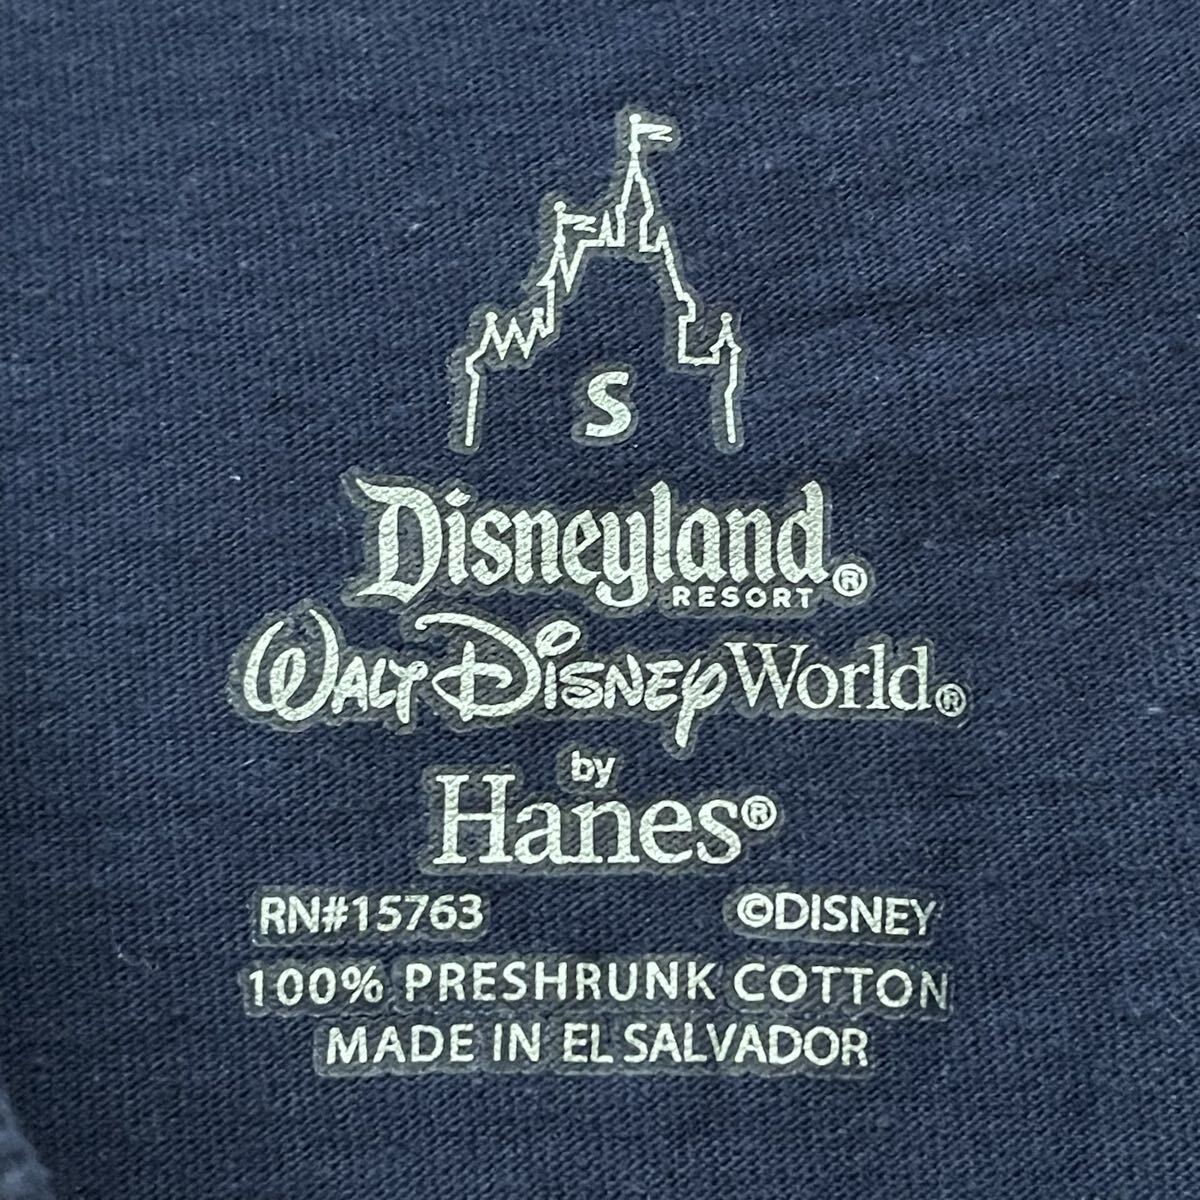 S
Disneyland®
RESORT
WALT DISNEY World®
by
Hanes®
RN#15763 ©DISNEY
100% PRESHRUNK COTTON
MADE IN EL SALVADOR